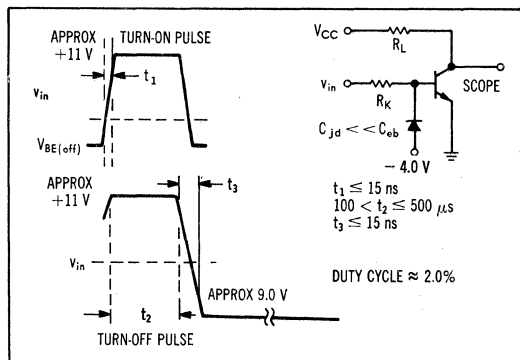 APPROX
+11 V
TURN-ON PULSE
t1
Vin
VBE(off)
APPROX
+11 V
t3
Vin
APPROX 9.0 V
t2
TURN-OFF PULSE
VCC
RL
SCOPE
Vin
RK
Cjd << Ceb
− 4.0 V
t1 ≤ 15 ns
100 < t2 ≤ 500 μs
t3 ≤ 15 ns
DUTY CYCLE ≈ 2.0%